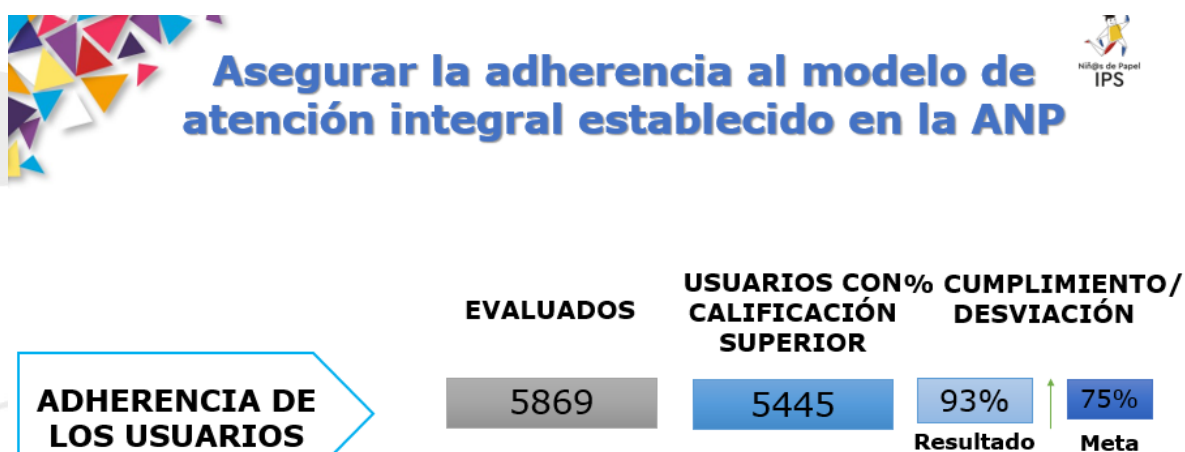 Niñ@s de Papel
IPS
Asegurar la adherencia al modelo de
atención integral establecido en la ANP
EVALUADOS
USUARIOS CON
CALIFICACIÓN
SUPERIOR
% CUMPLIMIENTO/
DESVIACIÓN
ADHERENCIA DE
LOS USUARIOS
5869
5445
93%
75%
Resultado
Meta